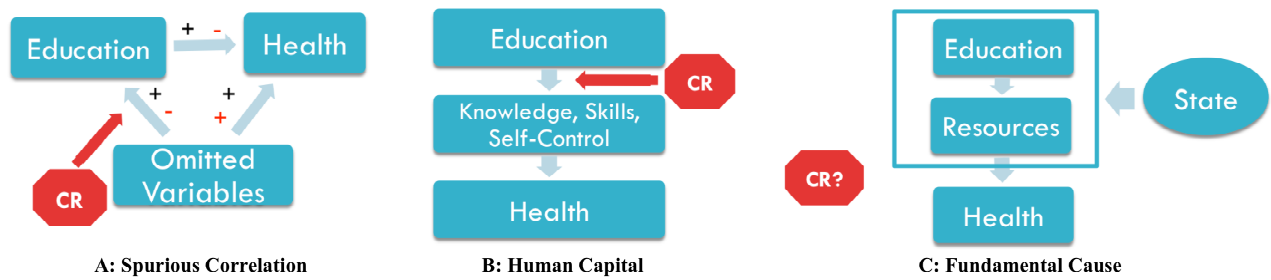 Education
+ -
Health
+
-
+
+
CR
Omitted
Variables
A: Spurious Correlation
Education
CR
Knowledge, Skills,
Self-Control
Health
B: Human Capital
Education
Resources
State
CR?
Health
C: Fundamental Cause